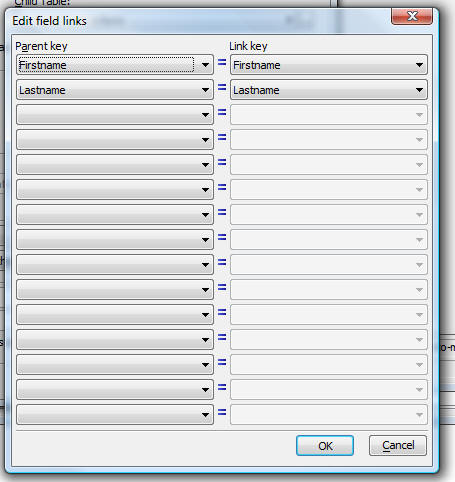 Child Table:
Edit field links
Parent key Link key
Firstname = Firstname
Lastname = Lastname
=
=
=
=
=
=
=
=
=
=
=
=
=
OK Cancel